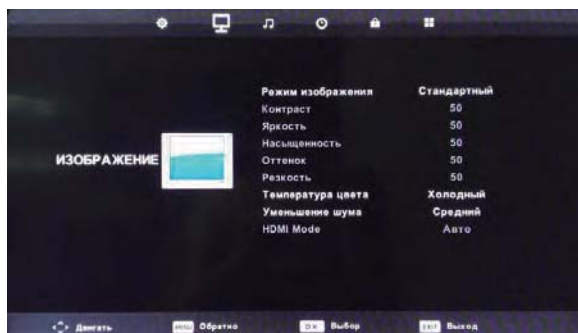 Режим изображения Стандартный
Контраст 50
Яркость 50
Насыщенность 50
ИЗОБРАЖЕНИЕ
Оттенок 50
Резкость 50
Температура цвета Холодный
Уменьшение шума Средний
HDMI Mode Авто
Двигать MENU Обратно OK Выбор EXIT Выход